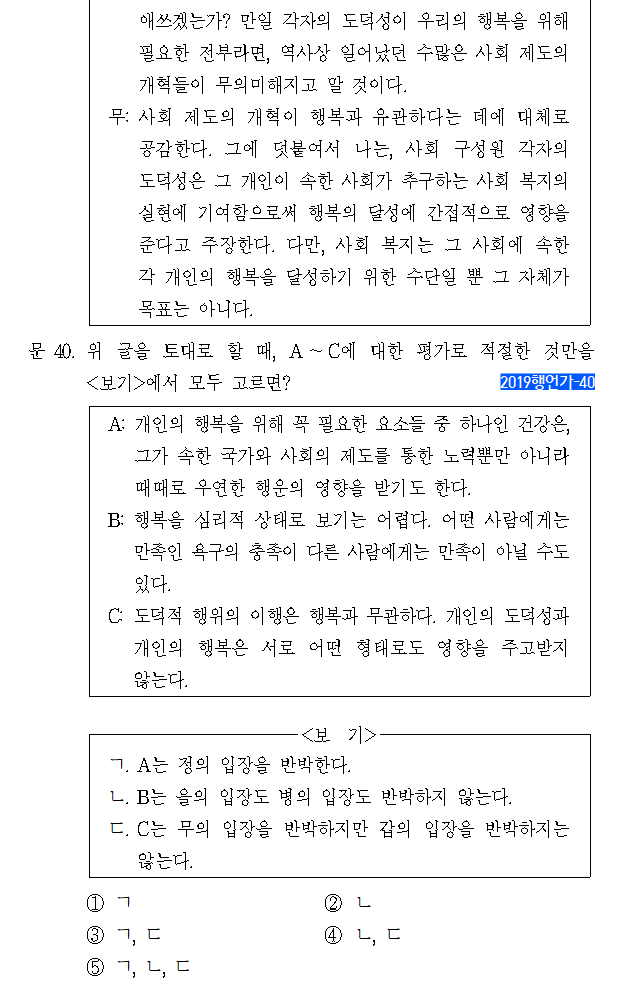 애쓰겠는가? 만일 각자의 도덕성이 우리의 행복을 위해
필요한 전부라면, 역사상 일어났던 수많은 사회 제도의
개혁들이 무의미해지고 말 것이다.
무: 사회 제도의 개혁이 행복과 유관하다는 데에 대체로
공감한다. 그에 덧붙여서 나는, 사회 구성원 각자의
도덕성은 그 개인이 속한 사회가 추구하는 사회 복지의
실현에 기여함으로써 행복의 달성에 간접적으로 영향을
준다고 주장한다. 다만, 사회 복지는 그 사회에 속한
각 개인의 행복을 달성하기 위한 수단일 뿐 그 자체가
목표는 아니다.
문 40. 위 글을 토대로 할 때, A ~ C에 대한 평가로 적절한 것만을
<보기>에서 모두 고르면?
2019행언가-40
A: 개인의 행복을 위해 꼭 필요한 요소들 중 하나인 건강은,
그가 속한 국가와 사회의 제도를 통한 노력뿐만 아니라
때때로 우연한 행운의 영향을 받기도 한다.
B: 행복을 심리적 상태로 보기는 어렵다. 어떤 사람에게는
만족인 욕구의 충족이 다른 사람에게는 만족이 아닐 수도
있다.
C: 도덕적 행위의 이행은 행복과 무관하다. 개인의 도덕성과
개인의 행복은 서로 어떤 형태로도 영향을 주고받지
않는다.
<보 기>
ㄱ. A는 정의 입장을 반박한다.
ㄴ. B는 을의 입장도 병의 입장도 반박하지 않는다.
ㄷ. C는 무의 입장을 반박하지만 갑의 입장을 반박하지는
않는다.
① ㄱ ② ㄴ
③ ㄱ, ㄷ ④ ㄴ, ㄷ
⑤ ㄱ, ㄴ, ㄷ